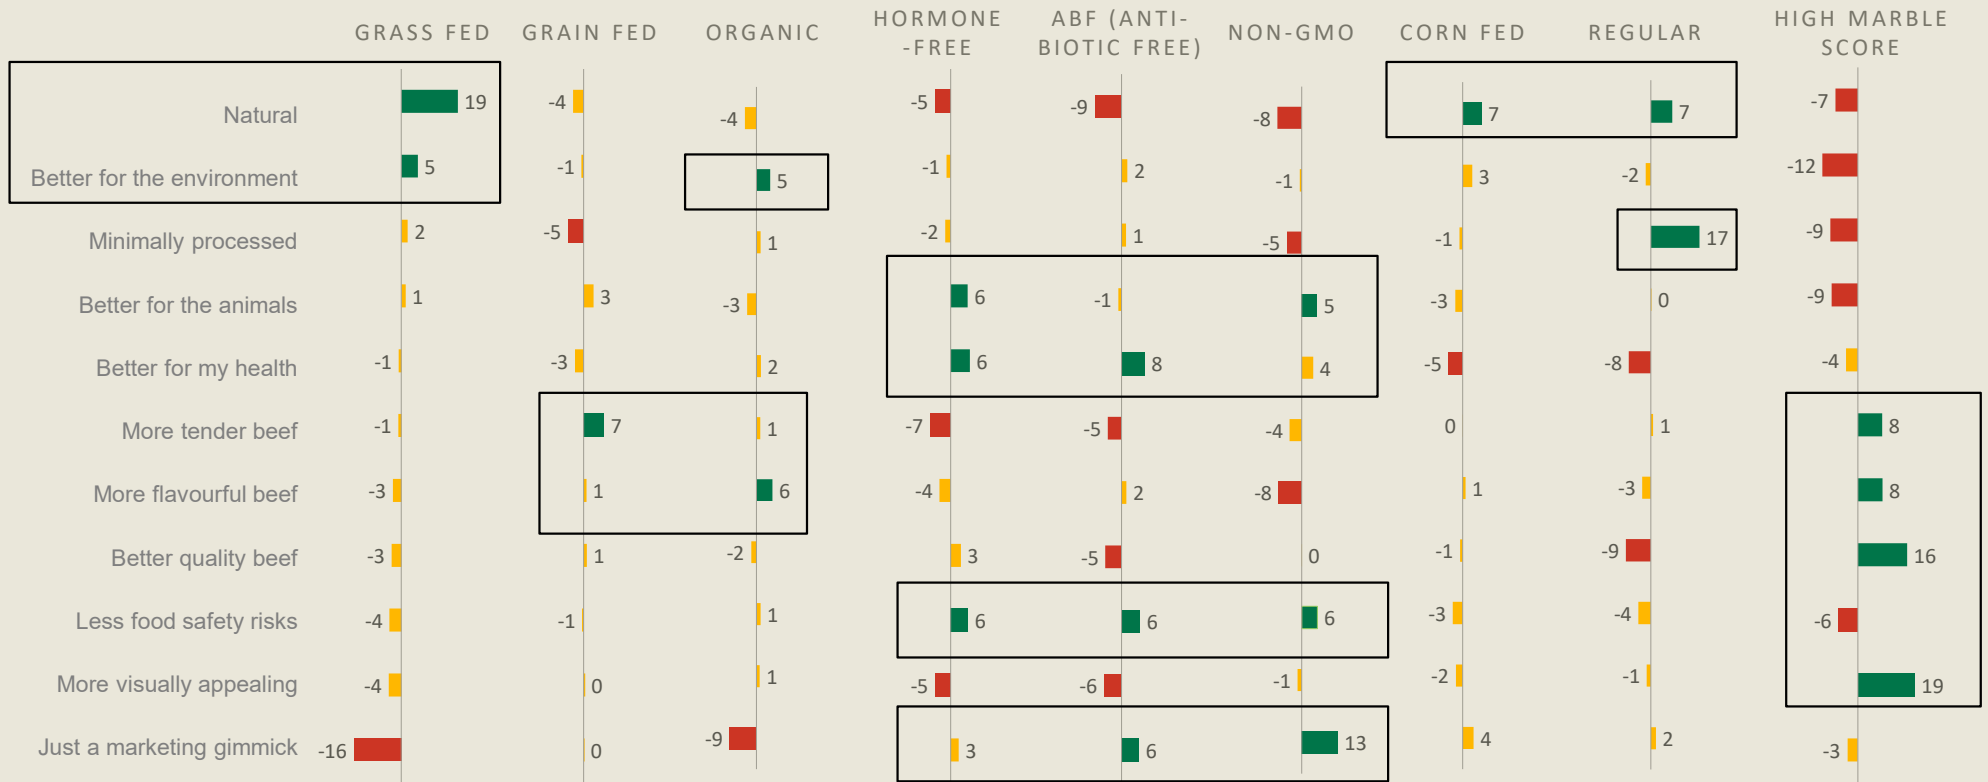 GRASS FED GRAIN FED ORGANIC HORMONE -FREE ABF (ANTI- BIOTIC FREE) NON-GMO CORN FED REGULAR HIGH MARBLE SCORE
Natural 19 -4 -4 -5 -9 -8 7 7 -7
Better for the environment 5 -1 5 -1 2 -1 3 -2 -12
Minimally processed 2 -5 1 -2 1 -5 -1 17 -9
Better for the animals 1 3 -3 6 -1 5 -3 0 -9
Better for my health -1 -3 2 6 8 4 -5 -8 -4
More tender beef -1 7 1 -7 -5 -4 0 1 8
More flavourful beef -3 1 6 -4 2 -8 1 -3 8
Better quality beef -3 1 -2 3 -5 0 -1 -9 16
Less food safety risks -4 -1 1 6 6 6 -3 -4 -6
More visually appealing -4 0 1 -5 -6 -1 -2 -1 19
Just a marketing gimmick -16 0 -9 3 6 13 4 2 -3